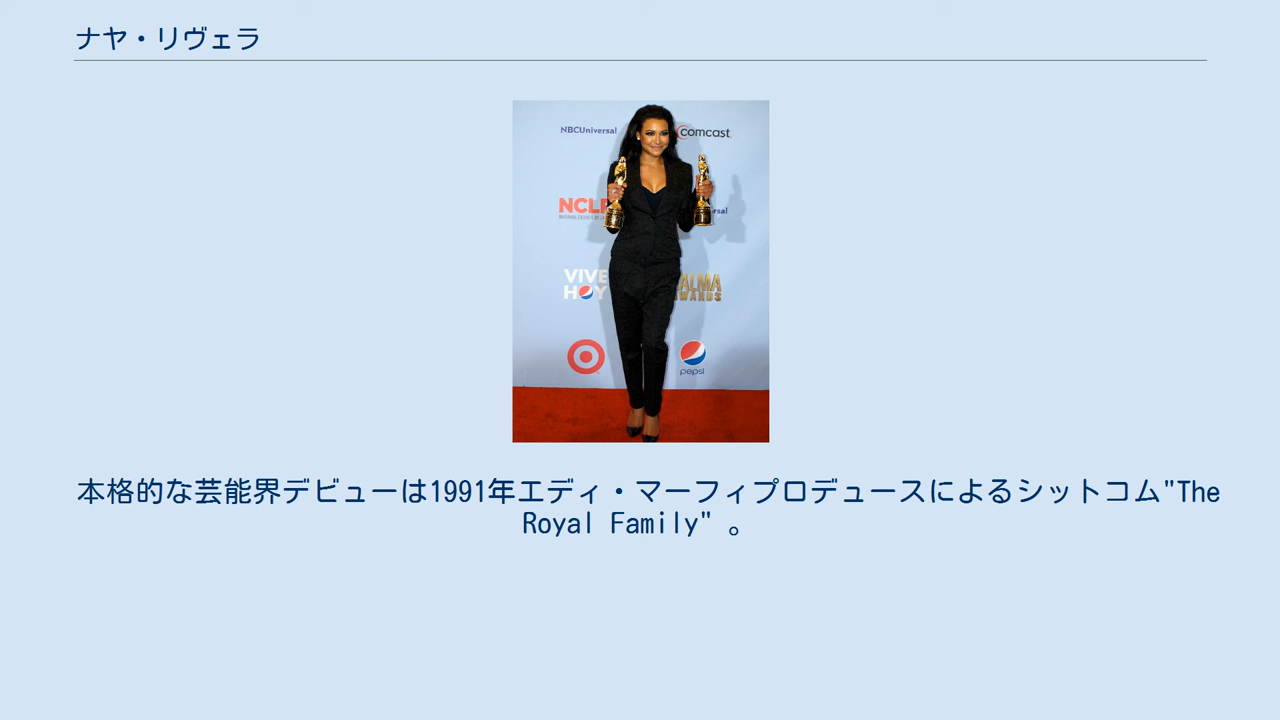 ナヤ・リヴェラ
NBCUniversal
comcast
NCL
VIVE
HOY
ALMA
AWARDS
pepsi
本格的な芸能界デビューは1991年エディ・マーフィプロデュースによるシットコム"The
Royal Family" 。